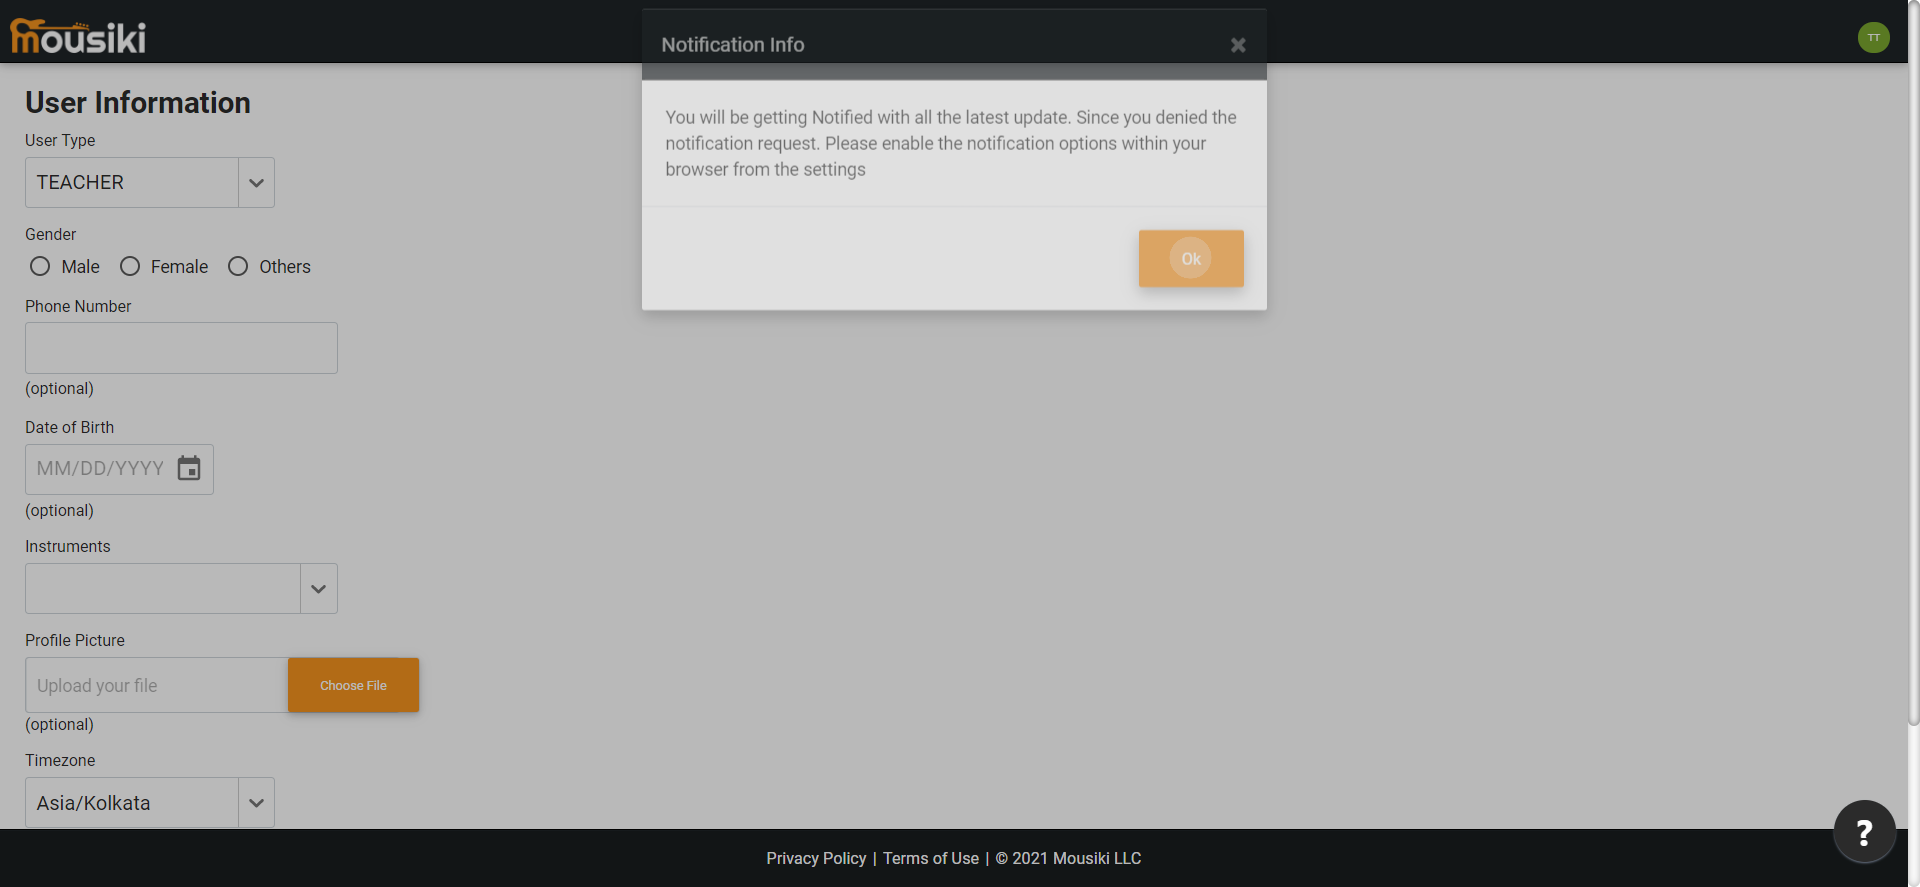 mousiki
Notification Info
TT
You will be getting Notified with all the latest update. Since you denied the
notification request. Please enable the notification options within your
browser from the settings
Ok
User Information
User Type
TEACHER
Gender
Male
Female
Others
Phone Number
(optional)
Date of Birth
MM/DD/YYYY
(optional)
Instruments
Profile Picture
Upload your file
Choose File
(optional)
Timezone
Asia/Kolkata
?
Privacy Policy | Terms of Use | © 2021 Mousiki LLC